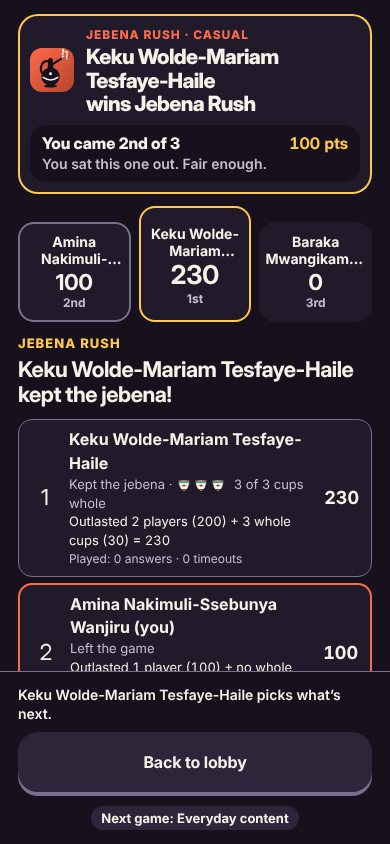 JEBENA RUSH · CASUAL
Keku Wolde-Mariam
Tesfaye-Haile
wins Jebena Rush
You came 2nd of 3 100 pts
You sat this one out. Fair enough.
Amina
Nakimuli-...
100
2nd
Keku Wolde-
Mariam...
230
1st
Baraka
Mwangikam...
0
3rd
JEBENA RUSH
Keku Wolde-Mariam Tesfaye-Haile
kept the jebena!
Keku Wolde-Mariam Tesfaye-
Haile
Kept the jebena · 3 of 3 cups
whole
1
230
Outlasted 2 players (200) + 3 whole
cups (30) = 230
Played: 0 answers · 0 timeouts
Amina Nakimuli-Ssebunya
Wanjiru (you)
Left the game
2
100
Outlasted 1 player (100) + no whole
Keku Wolde-Mariam Tesfaye-Haile picks what's
next.
Back to lobby
Next game: Everyday content